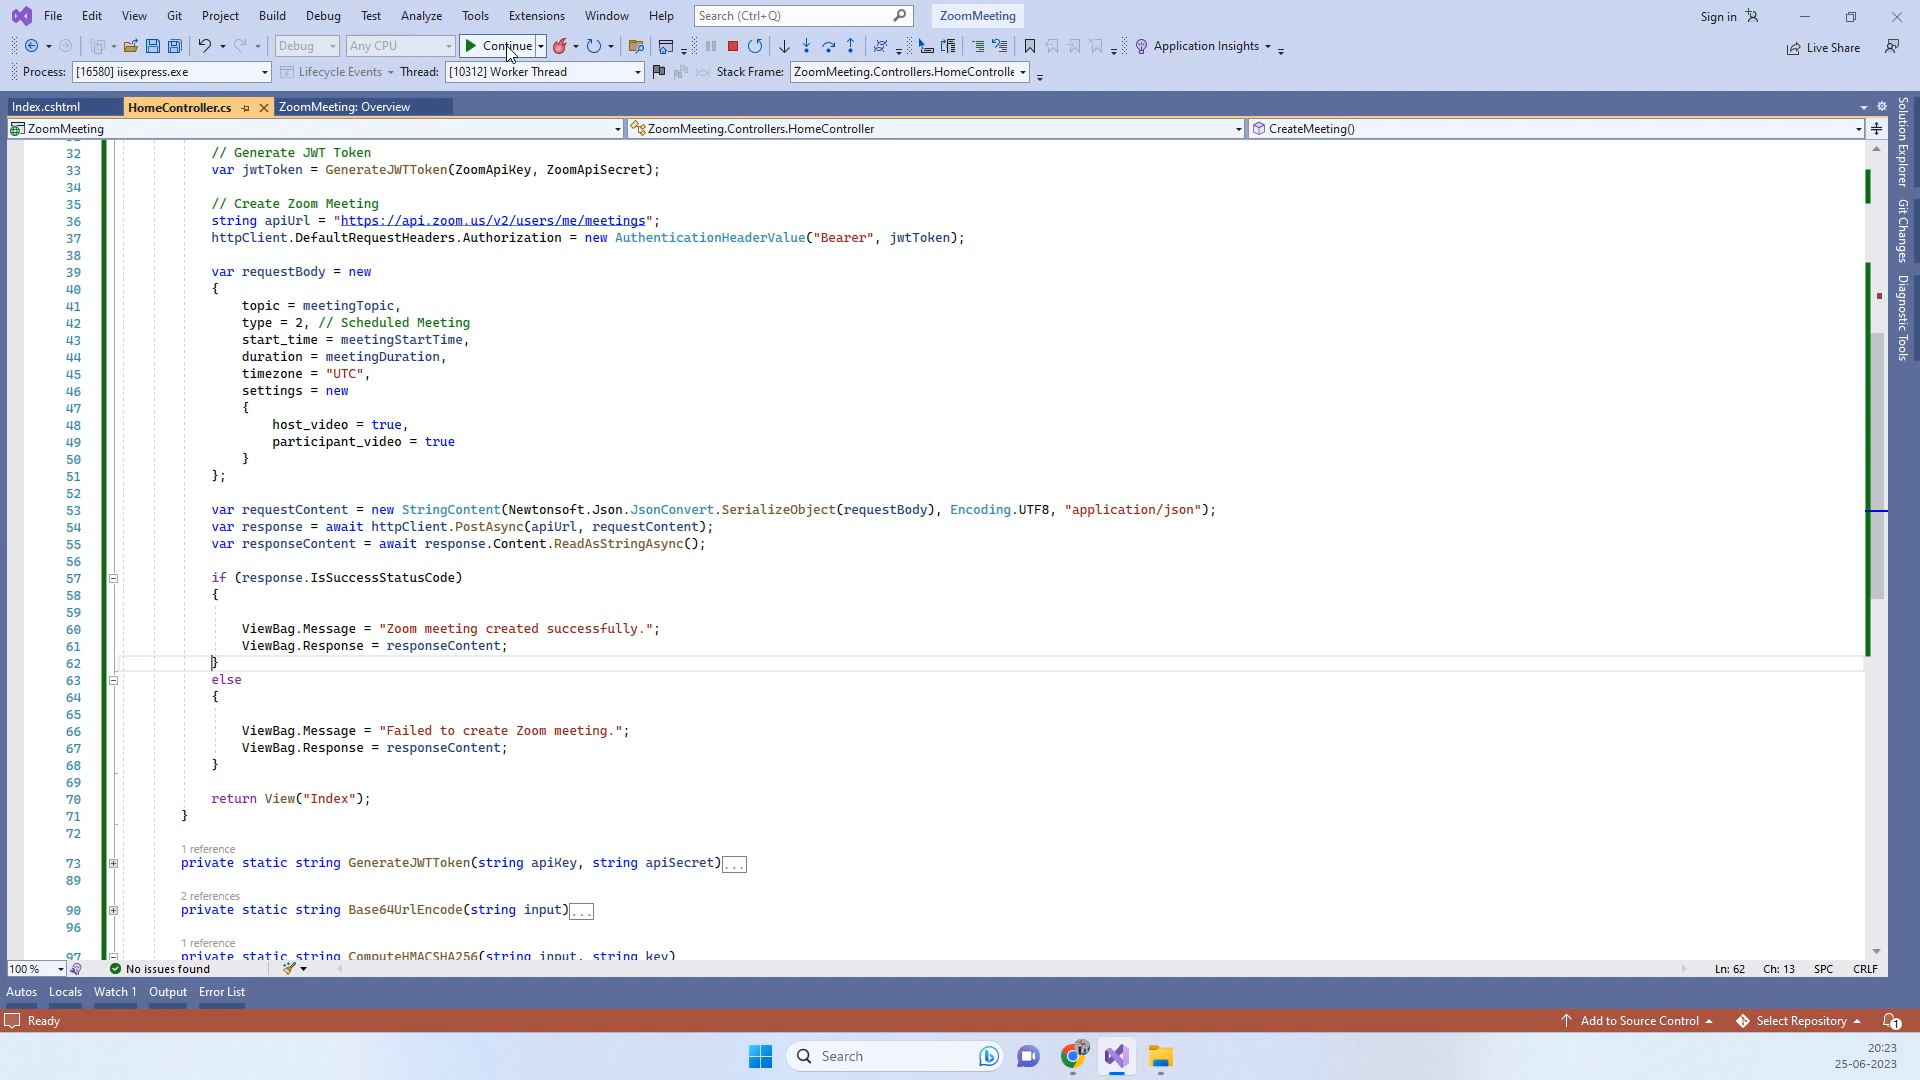 File Edit View Git Project Build Debug Test Analyze Tools Extensions Window Help Search (Ctrl+Q) ZoomMeeting Sign in
Debug Any CPU Continue Application Insights Live Share
Process: [16580] iisexpress.exe Lifecycle Events Thread: [10312] Worker Thread Stack Frame: ZoomMeeting.Controllers.HomeControlle
Index.cshtml HomeController.cs ZoomMeeting: Overview
ZoomMeeting ZoomMeeting.Controllers.HomeController CreateMeeting()
32 // Generate JWT Token
33 var jwtToken = GenerateJWTToken(ZoomApiKey, ZoomApiSecret);
34
35 // Create Zoom Meeting
36 string apiUrl = "https://api.zoom.us/v2/users/me/meetings";
37 httpClient.DefaultRequestHeaders.Authorization = new AuthenticationHeaderValue("Bearer", jwtToken);
38
39 var requestBody = new
40 {
41 topic = meetingTopic,
42 type = 2, // Scheduled Meeting
43 start_time = meetingStartTime,
44 duration = meetingDuration,
45 timezone = "UTC",
46 settings = new
47 {
48 host_video = true,
49 participant_video = true
50 }
51 };
52
53 var requestContent = new StringContent(Newtonsoft.Json.JsonConvert.SerializeObject(requestBody), Encoding.UTF8, "application/json");
54 var response = await httpClient.PostAsync(apiUrl, requestContent);
55 var responseContent = await response.Content.ReadAsStringAsync();
56
57 if (response.IsSuccessStatusCode)
58 {
59
60 ViewBag.Message = "Zoom meeting created successfully.";
61 ViewBag.Response = responseContent;
62 }
63 else
64 {
65
66 ViewBag.Message = "Failed to create Zoom meeting.";
67 ViewBag.Response = responseContent;
68 }
69
70 return View("Index");
71 }
72
1 reference
73 private static string GenerateJWTToken(string apiKey, string apiSecret)...
89
2 references
90 private static string Base64UrlEncode(string input)...
96
1 reference
97 private static string ComputeHMACSHA256(string input, string key)
Solution Explorer
Git Changes
Diagnostic Tools
100 % No issues found Ln: 62 Ch: 13 SPC CRLF
Autos Locals Watch 1 Output Error List
Ready Add to Source Control Select Repository 1
Search
20:23
25-06-2023